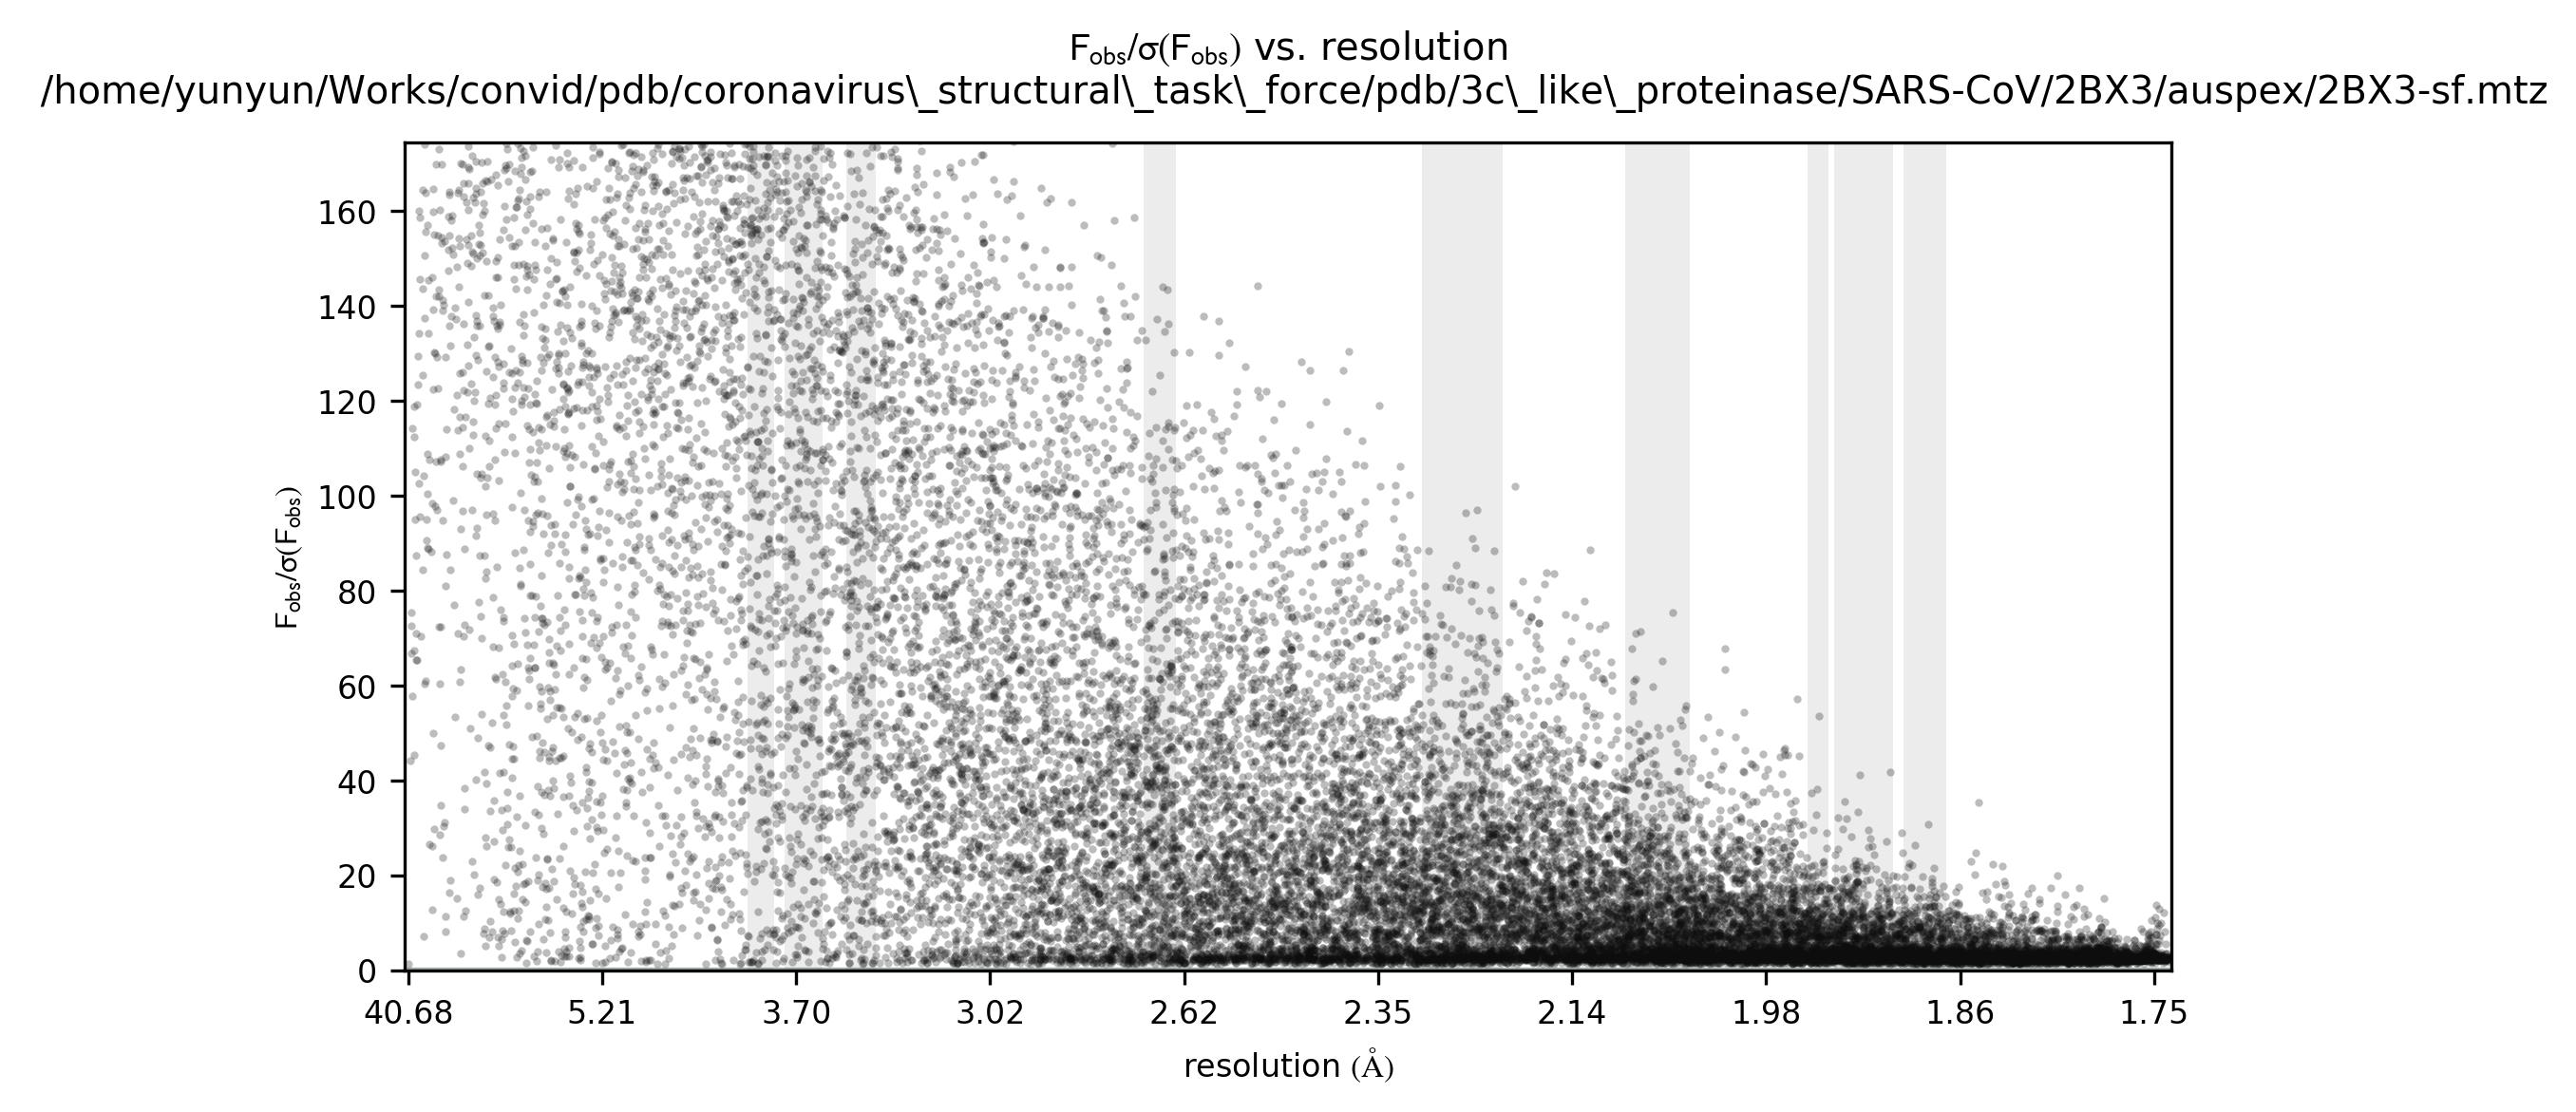 Fobs/σ(Fobs) vs. resolution
/home/yunyun/Works/convid/pdb/coronavirus\_structural\_task\_force/pdb/3c\_like\_proteinase/SARS-CoV/2BX3/auspex/2BX3-sf.mtz
Fobs/σ(Fobs)
160
140
120
100
80
60
40
20
0
40.68 5.21 3.70 3.02 2.62 2.35 2.14 1.98 1.86 1.75
resolution (Å)